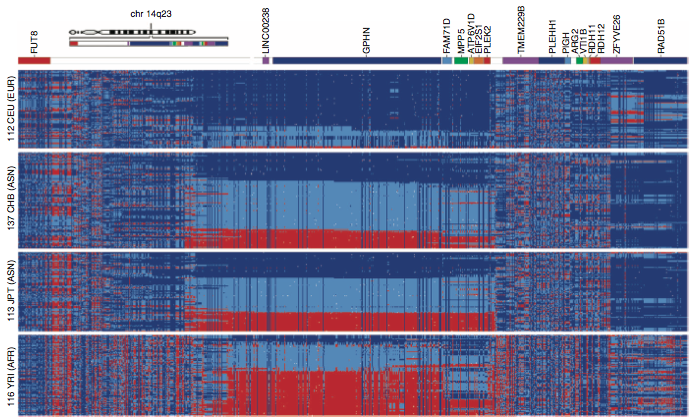 chr 14q23
FUT8
LINC00238
GPHN
FAM71D
MPP5
ATP6V1D
EIF2S1
PLEK2
TMEM229B
PLEHH1
PIGH
ARG2
VTI1B
RDH11
RDH12
ZFYVE26
RAD51B
112 CEU (EUR)
137 CHB (ASN)
113 JPT (ASN)
116 YRI (AFR)